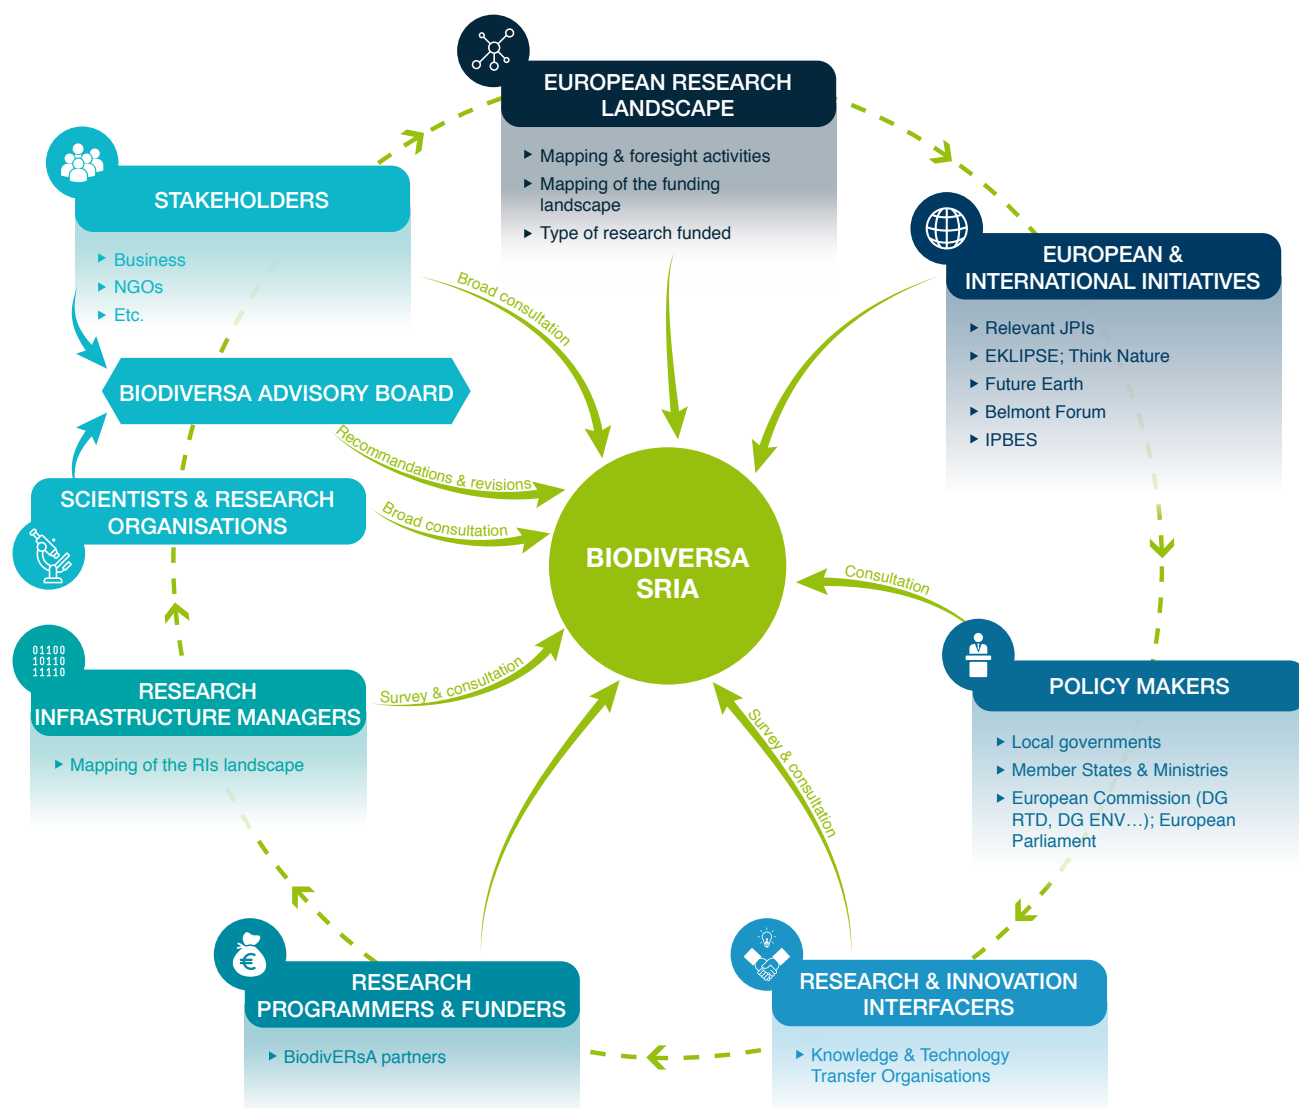 EUROPEAN RESEARCH
LANDSCAPE
Mapping & foresight activities
Mapping of the funding
landscape
Type of research funded
STAKEHOLDERS
Business
NGOs
Etc.
Broad consultation
EUROPEAN &
INTERNATIONAL INITIATIVES
Relevant JPIs
EKLIPSE; Think Nature
Future Earth
Belmont Forum
IPBES
BIODIVERSA ADVISORY BOARD
Recommandations & revisions
SCIENTISTS & RESEARCH
ORGANISATIONS
Broad consultation
BIODIVERSA
SRIA
Consultation
POLICY MAKERS
Local governments
Member States & Ministries
European Commission (DG
RTD, DG ENV…); European
Parliament
01100
10110
11110
RESEARCH
INFRASTRUCTURE MANAGERS
Mapping of the RIs landscape
Survey & consultation
Survey & consultation
€
RESEARCH
PROGRAMMERS & FUNDERS
BiodivERsA partners
RESEARCH & INNOVATION
INTERFACERS
Knowledge & Technology
Transfer Organisations